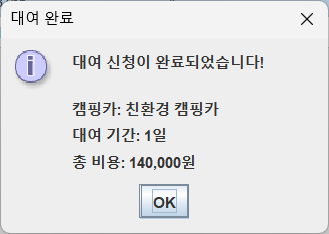 대여 완료
대여 신청이 완료되었습니다!
캠핑카: 친환경 캠핑카
대여 기간: 1일
총 비용: 140,000원
OK